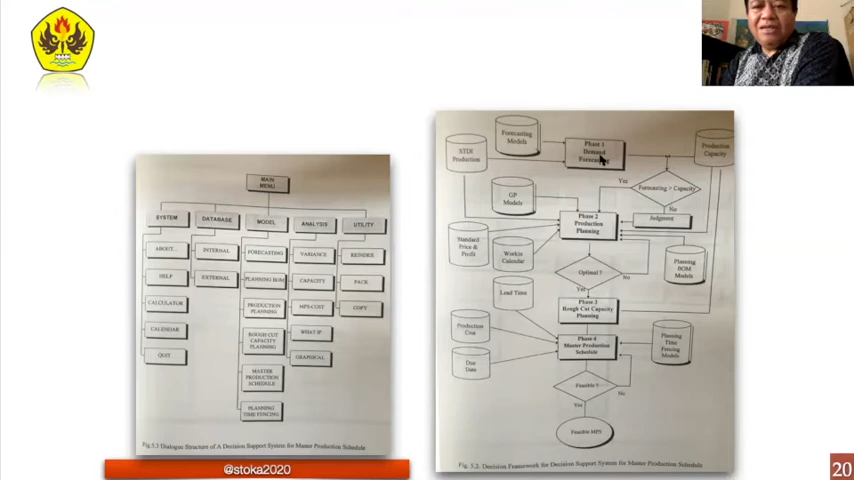 MAIN
MENU
SYSTEM
DATABASE
MODEL
ANALYSIS
UTILITY
ABOUT...
INTERNAL
FORECASTING
VARIANCE
REINDEX
HELP
EXTERNAL
PLANNING BOM
CAPACITY
PACK
CALCULATOR
PRODUCTION
PLANNING
MPS-COST
COPY
CALENDAR
ROUGH CUT
CAPACITY
PLANNING
WHAT IF
QUIT
GRAPHICAL
MASTER
PRODUCTION
SCHEDULE
PLANNING
TIME FENCING
Fig.5.3 Dialogue Structure of A Decision Support System for Master Production Schedule
@stoka2020
Forecasting
Models
STDI
Production
Phase 1
Demand
Production
Capacity
Yes
Forecasting > Capacity
No
GP
Models
Judgment
Phase 2
Production
Planning
Standard
Price &
Profit
Workin
Calendar
Planning
BOM
Models
Optimal ?
No
Yes
Lead Time
Phase 3
Rough Cut Capacity
Planning
Production
Cost
Planning
Time
Fencing
Models
Phase 4
Master Production
Schedule
Due
Date
Feasible ?
No
Yes
Feasible MPS
Fig. 5.2. Decision Framework for Decision Support System for Master Production Schedule
20